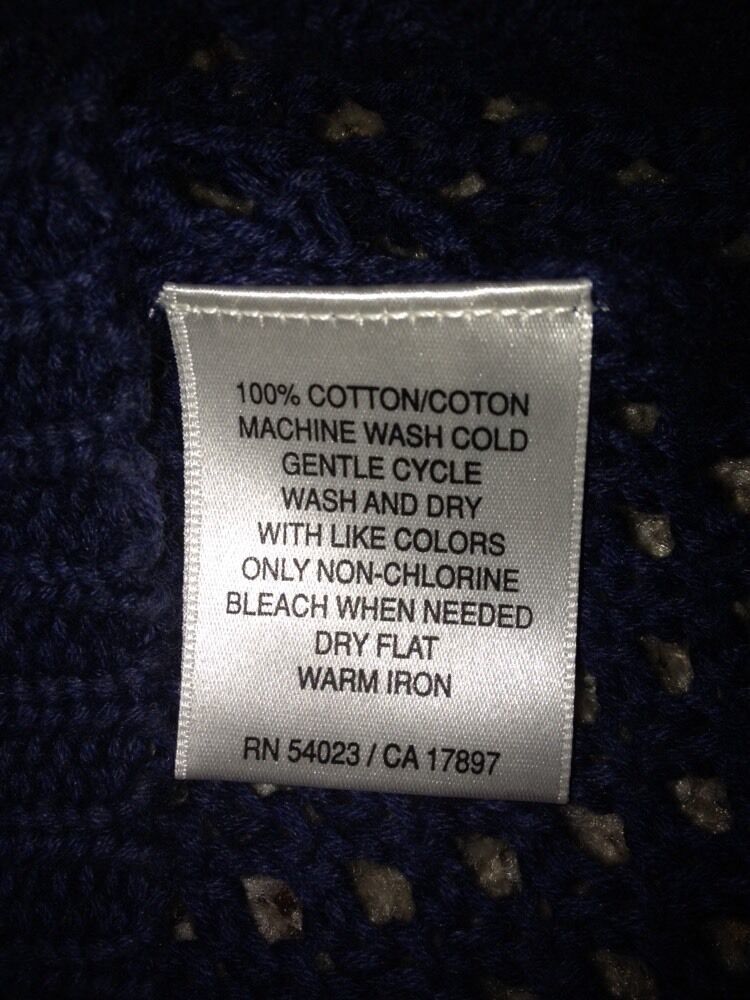 100% COTTON/COTON
MACHINE WASH COLD
GENTLE CYCLE
WASH AND DRY
WITH LIKE COLORS
ONLY NON-CHLORINE
BLEACH WHEN NEEDED
DRY FLAT
WARM IRON
RN 54023 / CA 17897